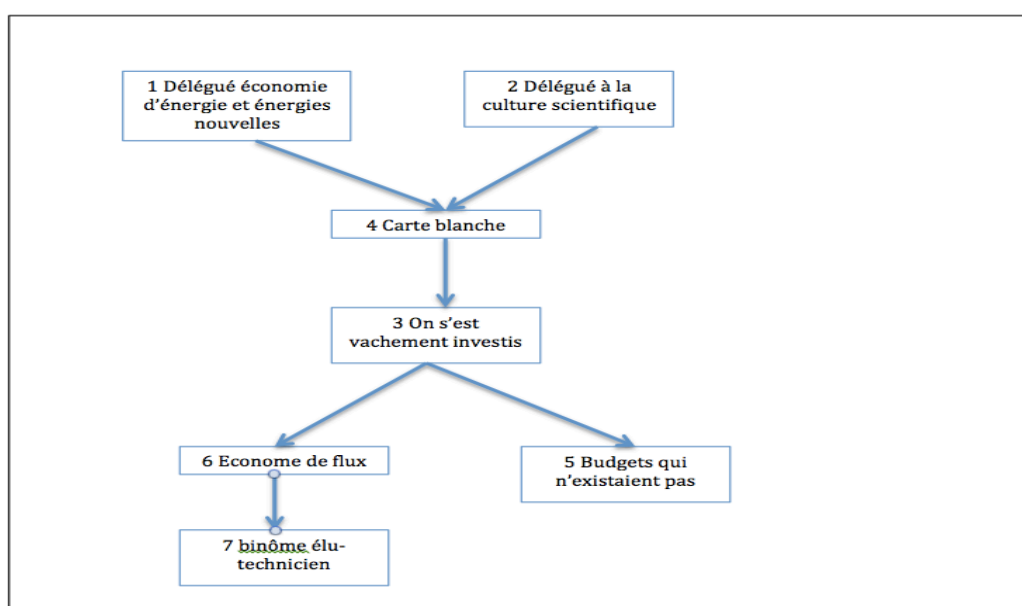 1 Délégué économie
d'énergie et énergies
nouvelles
2 Délégué à la
culture scientifique
4 Carte blanche
3 On s'est
vachement investis
6 Econome de flux
5 Budgets qui
n'existaient pas
7 binôme élu-
technicien